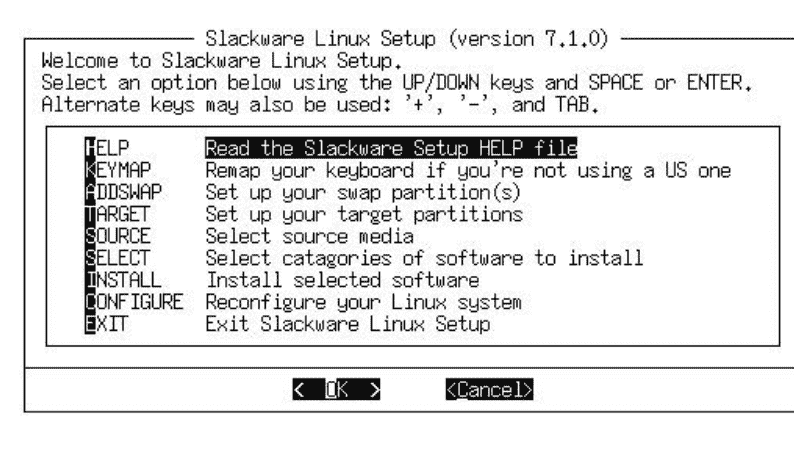 Slackware Linux Setup (version 7.1.0)
Welcome to Slackware Linux Setup.
Select an option below using the UP/DOWN keys and SPACE or ENTER.
Alternate keys may also be used: '+', '-', and TAB.
HELP Read the Slackware Setup HELP file
KEYMAP Remap your keyboard if you're not using a US one
ADDSWAP Set up your swap partition(s)
TARGET Set up your target partitions
SOURCE Select source media
SELECT Select catagories of software to install
INSTALL Install selected software
CONFIGURE Reconfigure your Linux system
EXIT Exit Slackware Linux Setup
< OK > <Cancel>